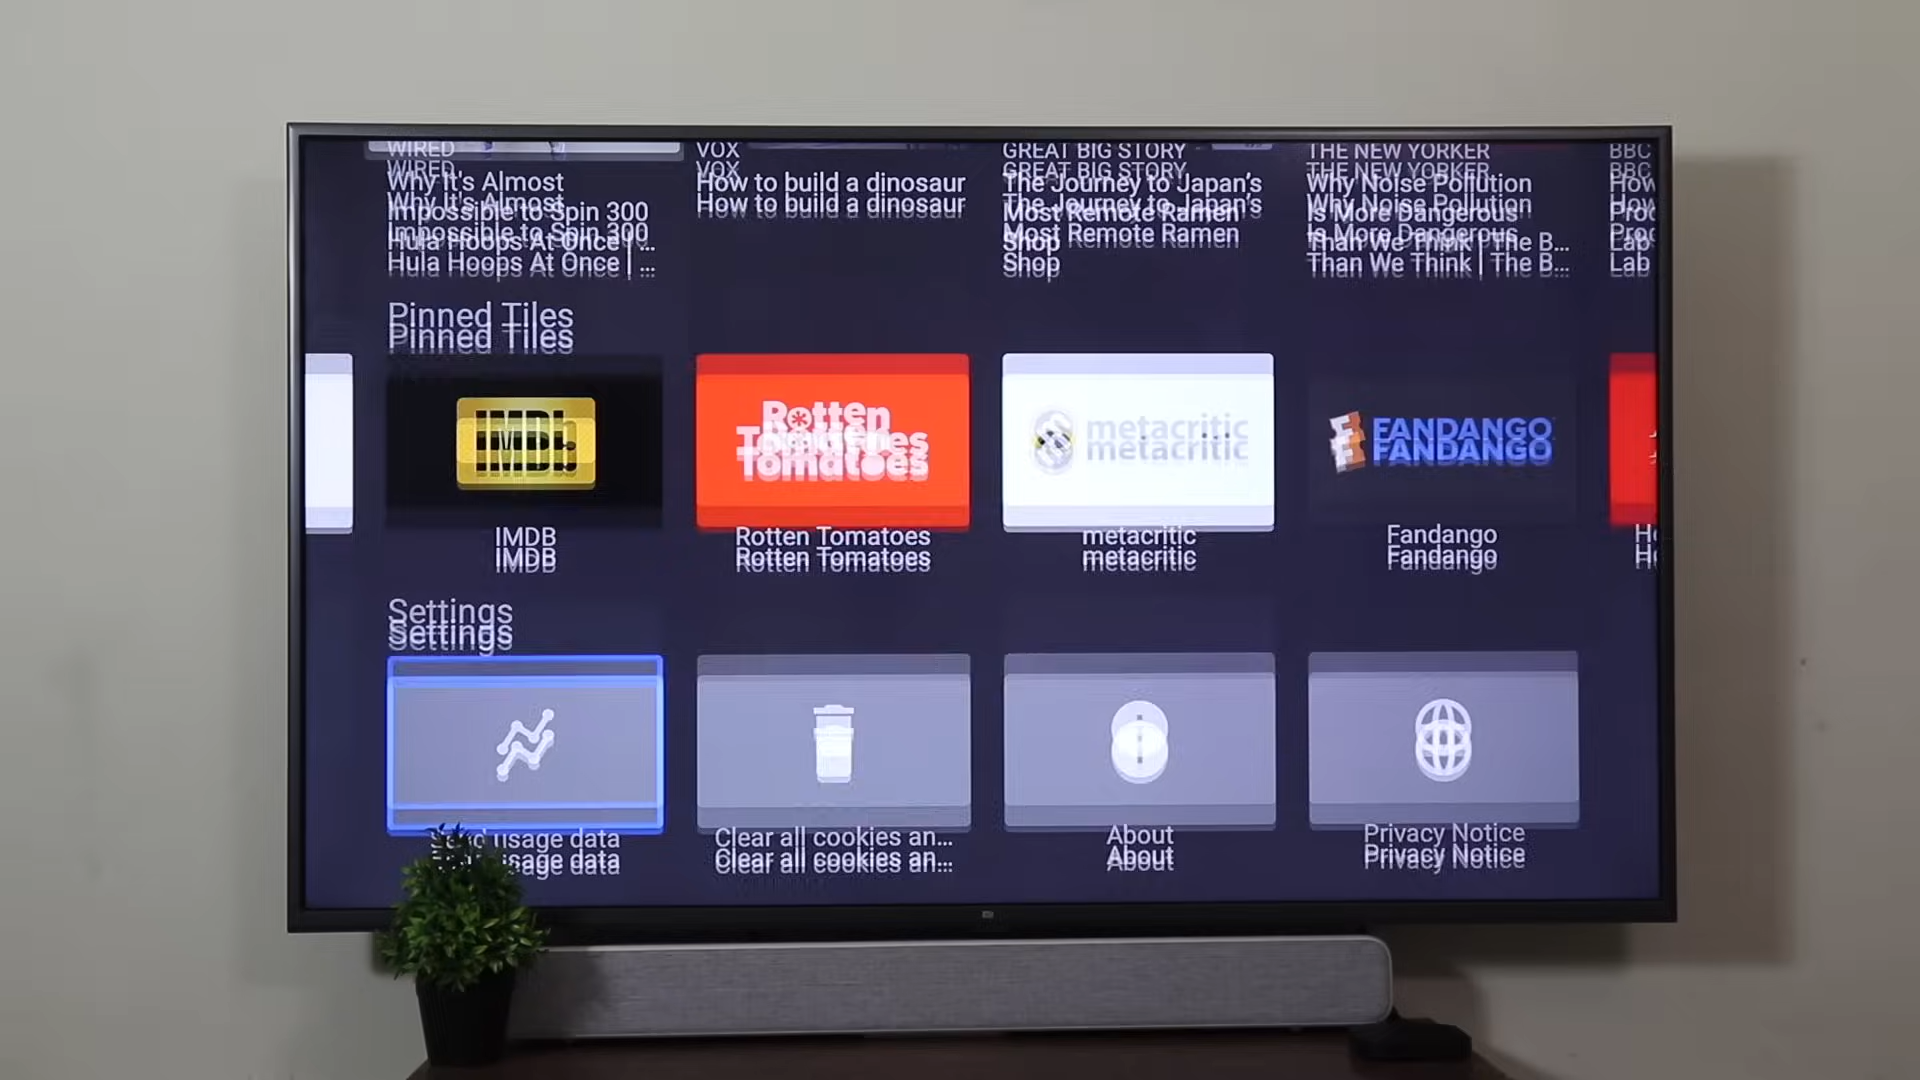 WIRED
Why It's Almost
Impossible to Spin 300
Hula Hoops At Once | ...
VOX
How to build a dinosaur
GREAT BIG STORY
The Journey to Japan's
Most Remote Ramen
Shop
THE NEW YORKER
Why Noise Pollution
Is More Dangerous
Than We Think | The B...
BBC
How
Lab
Pinned Tiles
IMDb
Rotten
Tomatoes
metacritic
FANDANGO
IMDB
Rotten Tomatoes
metacritic
Fandango
Settings
usage data
Clear all cookies an...
About
Privacy Notice